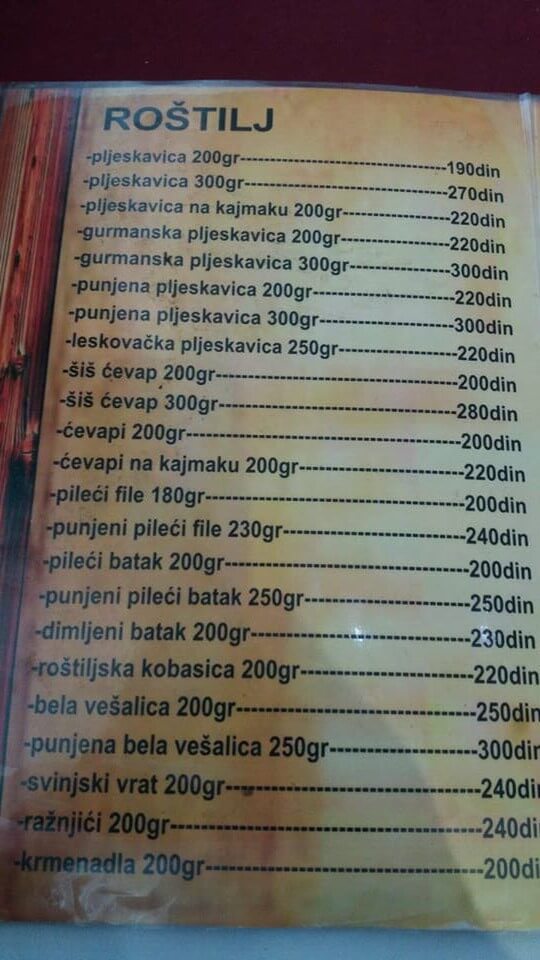 ROŠTILJ
-pljeskavica 200gr-----------------------------------190din
-pljeskavica 300gr-----------------------------------270din
-pljeskavica na kajmaku 200gr------------------220din
-gurmanska pljeskavica 200gr------------------220din
-gurmanska pljeskavica 300gr-----------------300din
-punjena pljeskavica 200gr------------------------220din
-punjena pljeskavica 300gr-----------------------300din
-leskovačka pljeskavica 250gr--------------------220din
-šiš ćevap 200gr----------------------------------------200din
-šiš ćevap 300gr---------------------------------------280din
-ćevapi 200gr--------------------------------------------200din
-ćevapi na kajmaku 200gr---------------------------220din
-pileći file 180gr------------------------------------------200din
-punjeni pileći file 230gr------------------------------240din
-pileći batak 200gr---------------------------------------200din
-punjeni pileći batak 250gr--------------------------250din
-dimljeni batak 200gr----------------------------------230din
-roštiljska kobasica 200gr---------------------------220din
-bela vešalica 200gr------------------------------------250din
-punjena bela vešalica 250gr----------------------300din
-svinjski vrat 200gr--------------------------------------240din
-ražnjići 200gr---------------------------------------------240di
-krmenadla 200gr----------------------------------------200di